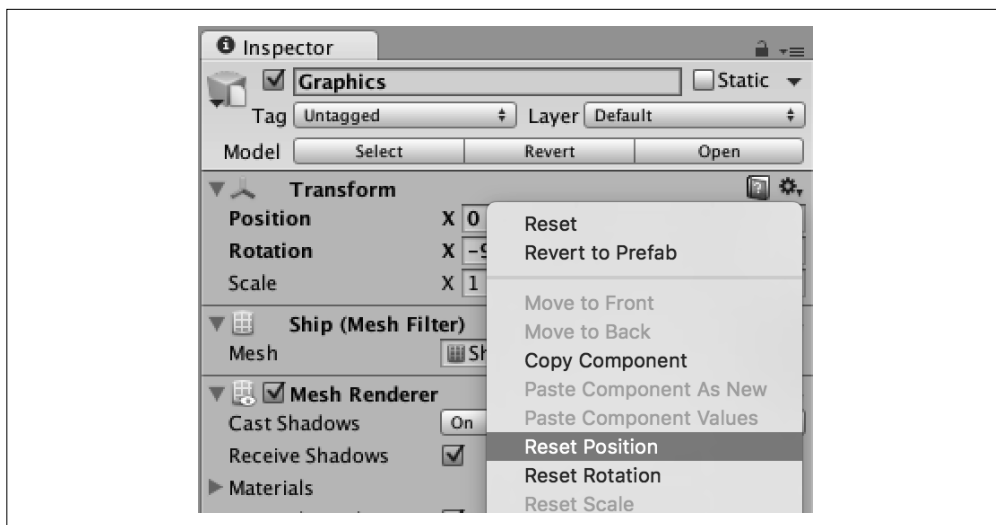 Inspector
Graphics
Static
Tag Untagged Layer Default
Model Select Revert Open
Transform
Position X 0
Rotation X
Scale X 1
Ship (Mesh Filter)
Mesh
Mesh Renderer
Cast Shadows On
Receive Shadows
Materials
Reset
Revert to Prefab
Move to Front
Move to Back
Copy Component
Paste Component As New
Paste Component Values
Reset Position
Reset Rotation
Reset Scale